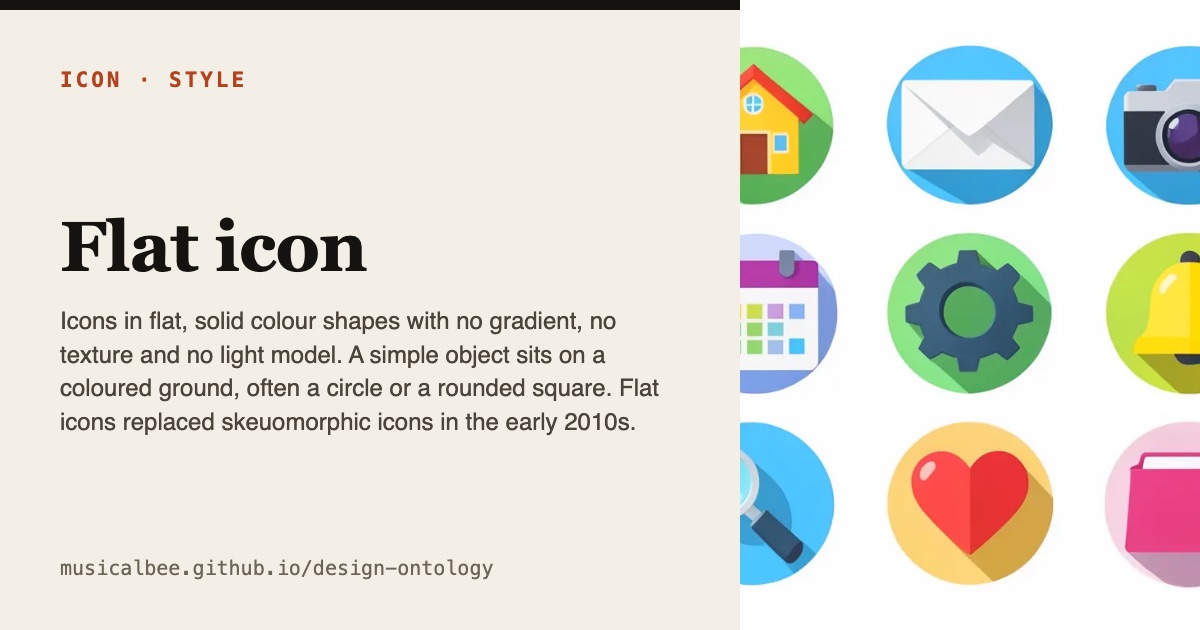 ICON · STYLE
Flat icon
Icons in flat, solid colour shapes with no gradient, no
texture and no light model. A simple object sits on a
coloured ground, often a circle or a rounded square. Flat
icons replaced skeuomorphic icons in the early 2010s.
musicalbee.github.io/design-ontology